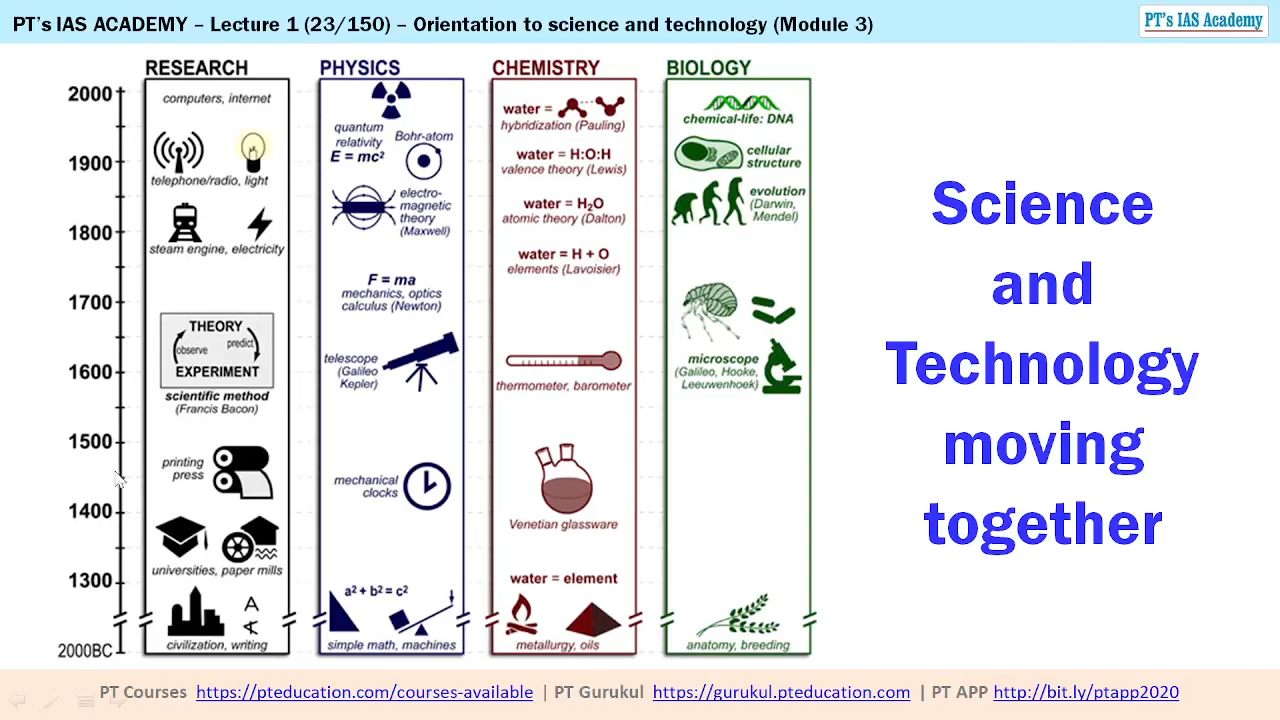 PT's IAS ACADEMY – Lecture 1 (23/150) – Orientation to science and technology (Module 3)
PT's IAS Academy
RESEARCH
PHYSICS
CHEMISTRY
BIOLOGY
2000
1900
1800
1700
1600
1500
1400
1300
2000BC
computers, internet
telephone/radio, light
steam engine, electricity
THEORY
observe
predict
EXPERIMENT
scientific method
(Francis Bacon)
printing
press
universities, paper mills
A
A
civilization, writing
quantum
relativity
E = mc²
Bohr-atom
electro-
magnetic
theory
(Maxwell)
F = ma
mechanics, optics
calculus (Newton)
telescope
(Galileo
Kepler)
mechanical
clocks
a² + b² = c²
simple math, machines
water =
hybridization (Pauling)
water = H:O:H
valence theory (Lewis)
water = H₂O
atomic theory (Dalton)
water = H + O
elements (Lavoisier)
thermometer, barometer
Venetian glassware
water = element
metallurgy, oils
chemical-life: DNA
cellular
structure
evolution
(Darwin,
Mendel)
microscope
(Galileo, Hooke,
Leeuwenhoek)
anatomy, breeding
Science
and
Technology
moving
together
PT Courses https://pteducation.com/courses-available | PT Gurukul https://gurukul.pteducation.com | PT APP http://bit.ly/ptapp2020